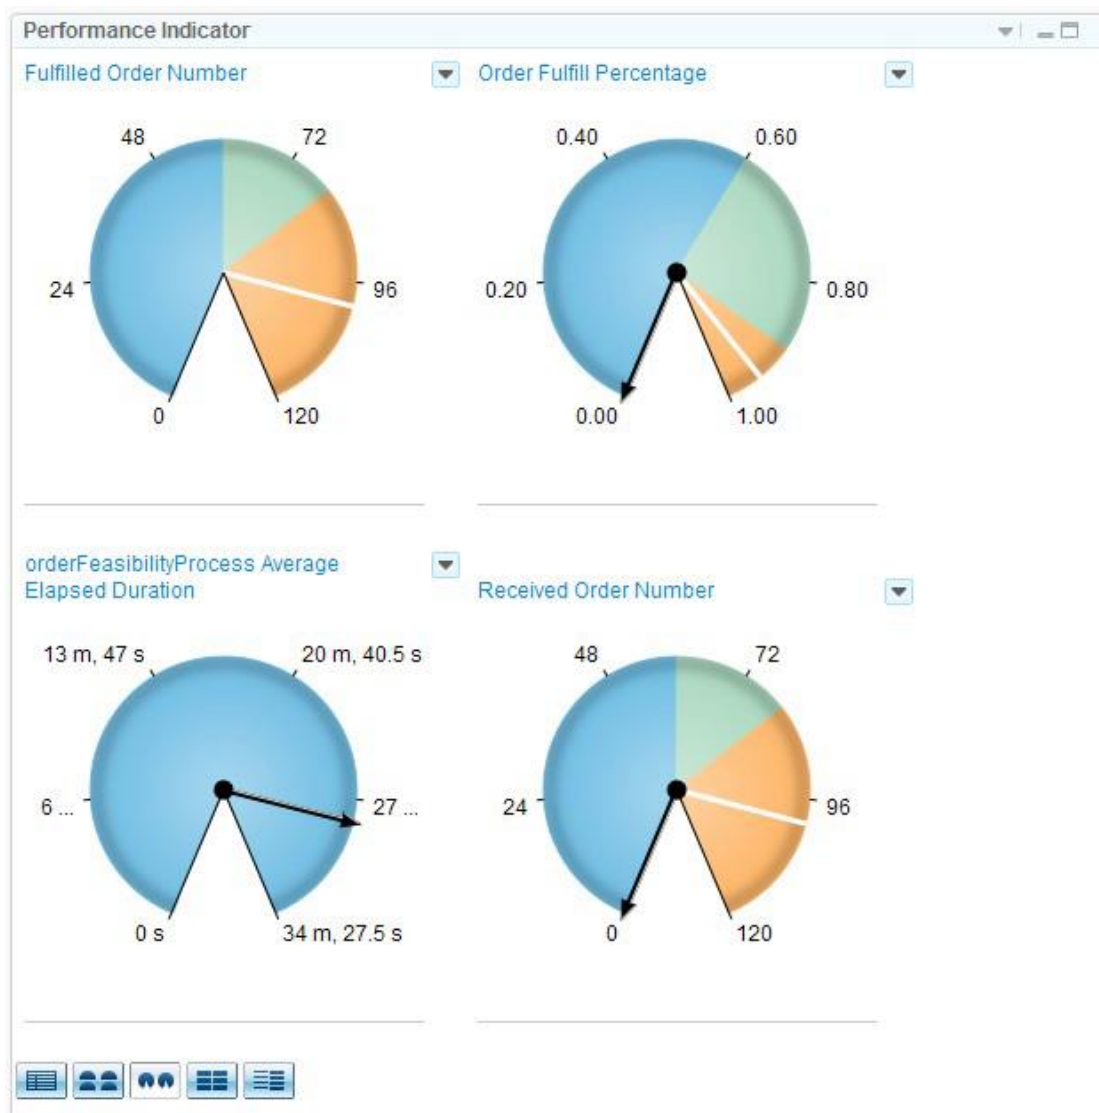 Performance Indicator
Fulfilled Order Number
Order Fulfill Percentage
48
72
24
96
0
120
0.40
0.60
0.20
0.80
0.00
1.00
orderFeasibilityProcess Average
Elapsed Duration
Received Order Number
13 m, 47 s
20 m, 40.5 s
6 ...
27 ...
0 s
34 m, 27.5 s
48
72
24
96
0
120